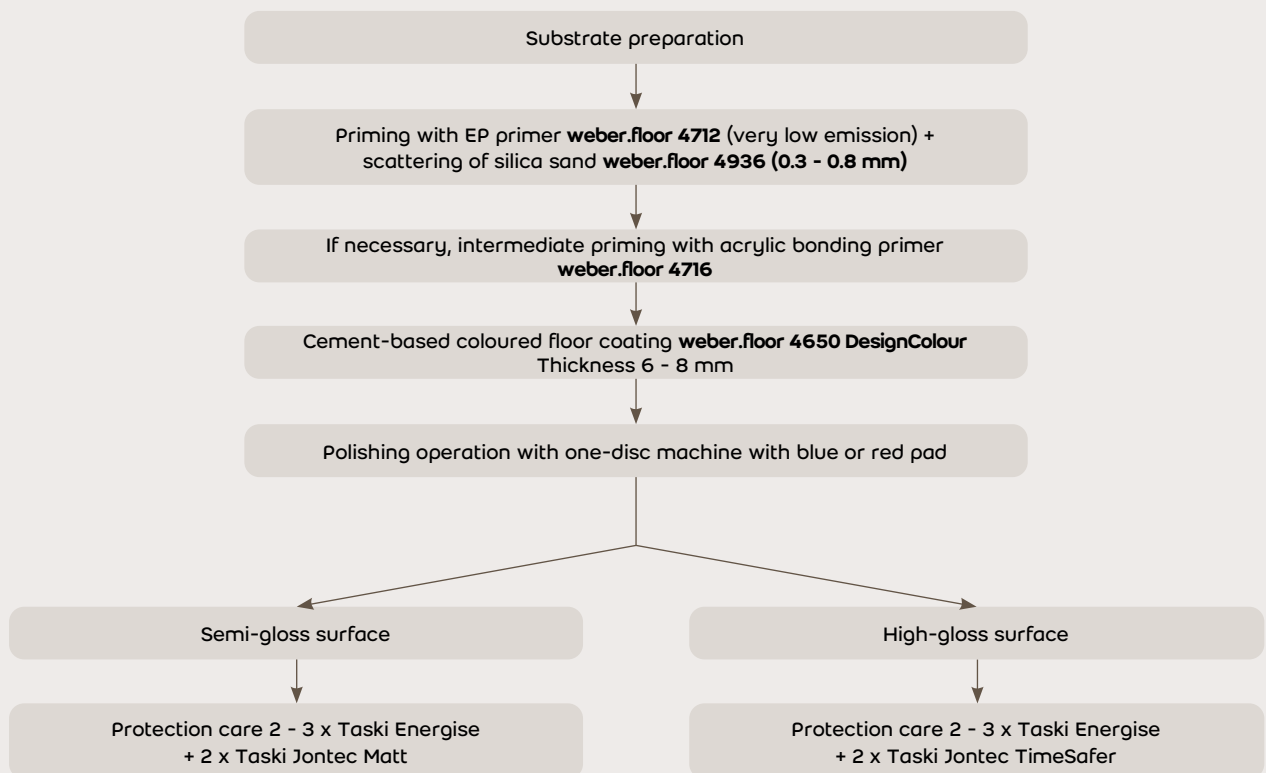 Substrate preparation
Priming with EP primer weber.floor 4712 (very low emission) +
scattering of silica sand weber.floor 4936 (0.3 - 0.8 mm)
If necessary, intermediate priming with acrylic bonding primer
weber.floor 4716
Cement-based coloured floor coating weber.floor 4650 DesignColour
Thickness 6 - 8 mm
Polishing operation with one-disc machine with blue or red pad
Semi-gloss surface
High-gloss surface
Protection care 2 - 3 x Taski Energise
+ 2 x Taski Jontec Matt
Protection care 2 - 3 x Taski Energise
+ 2 x Taski Jontec TimeSafer